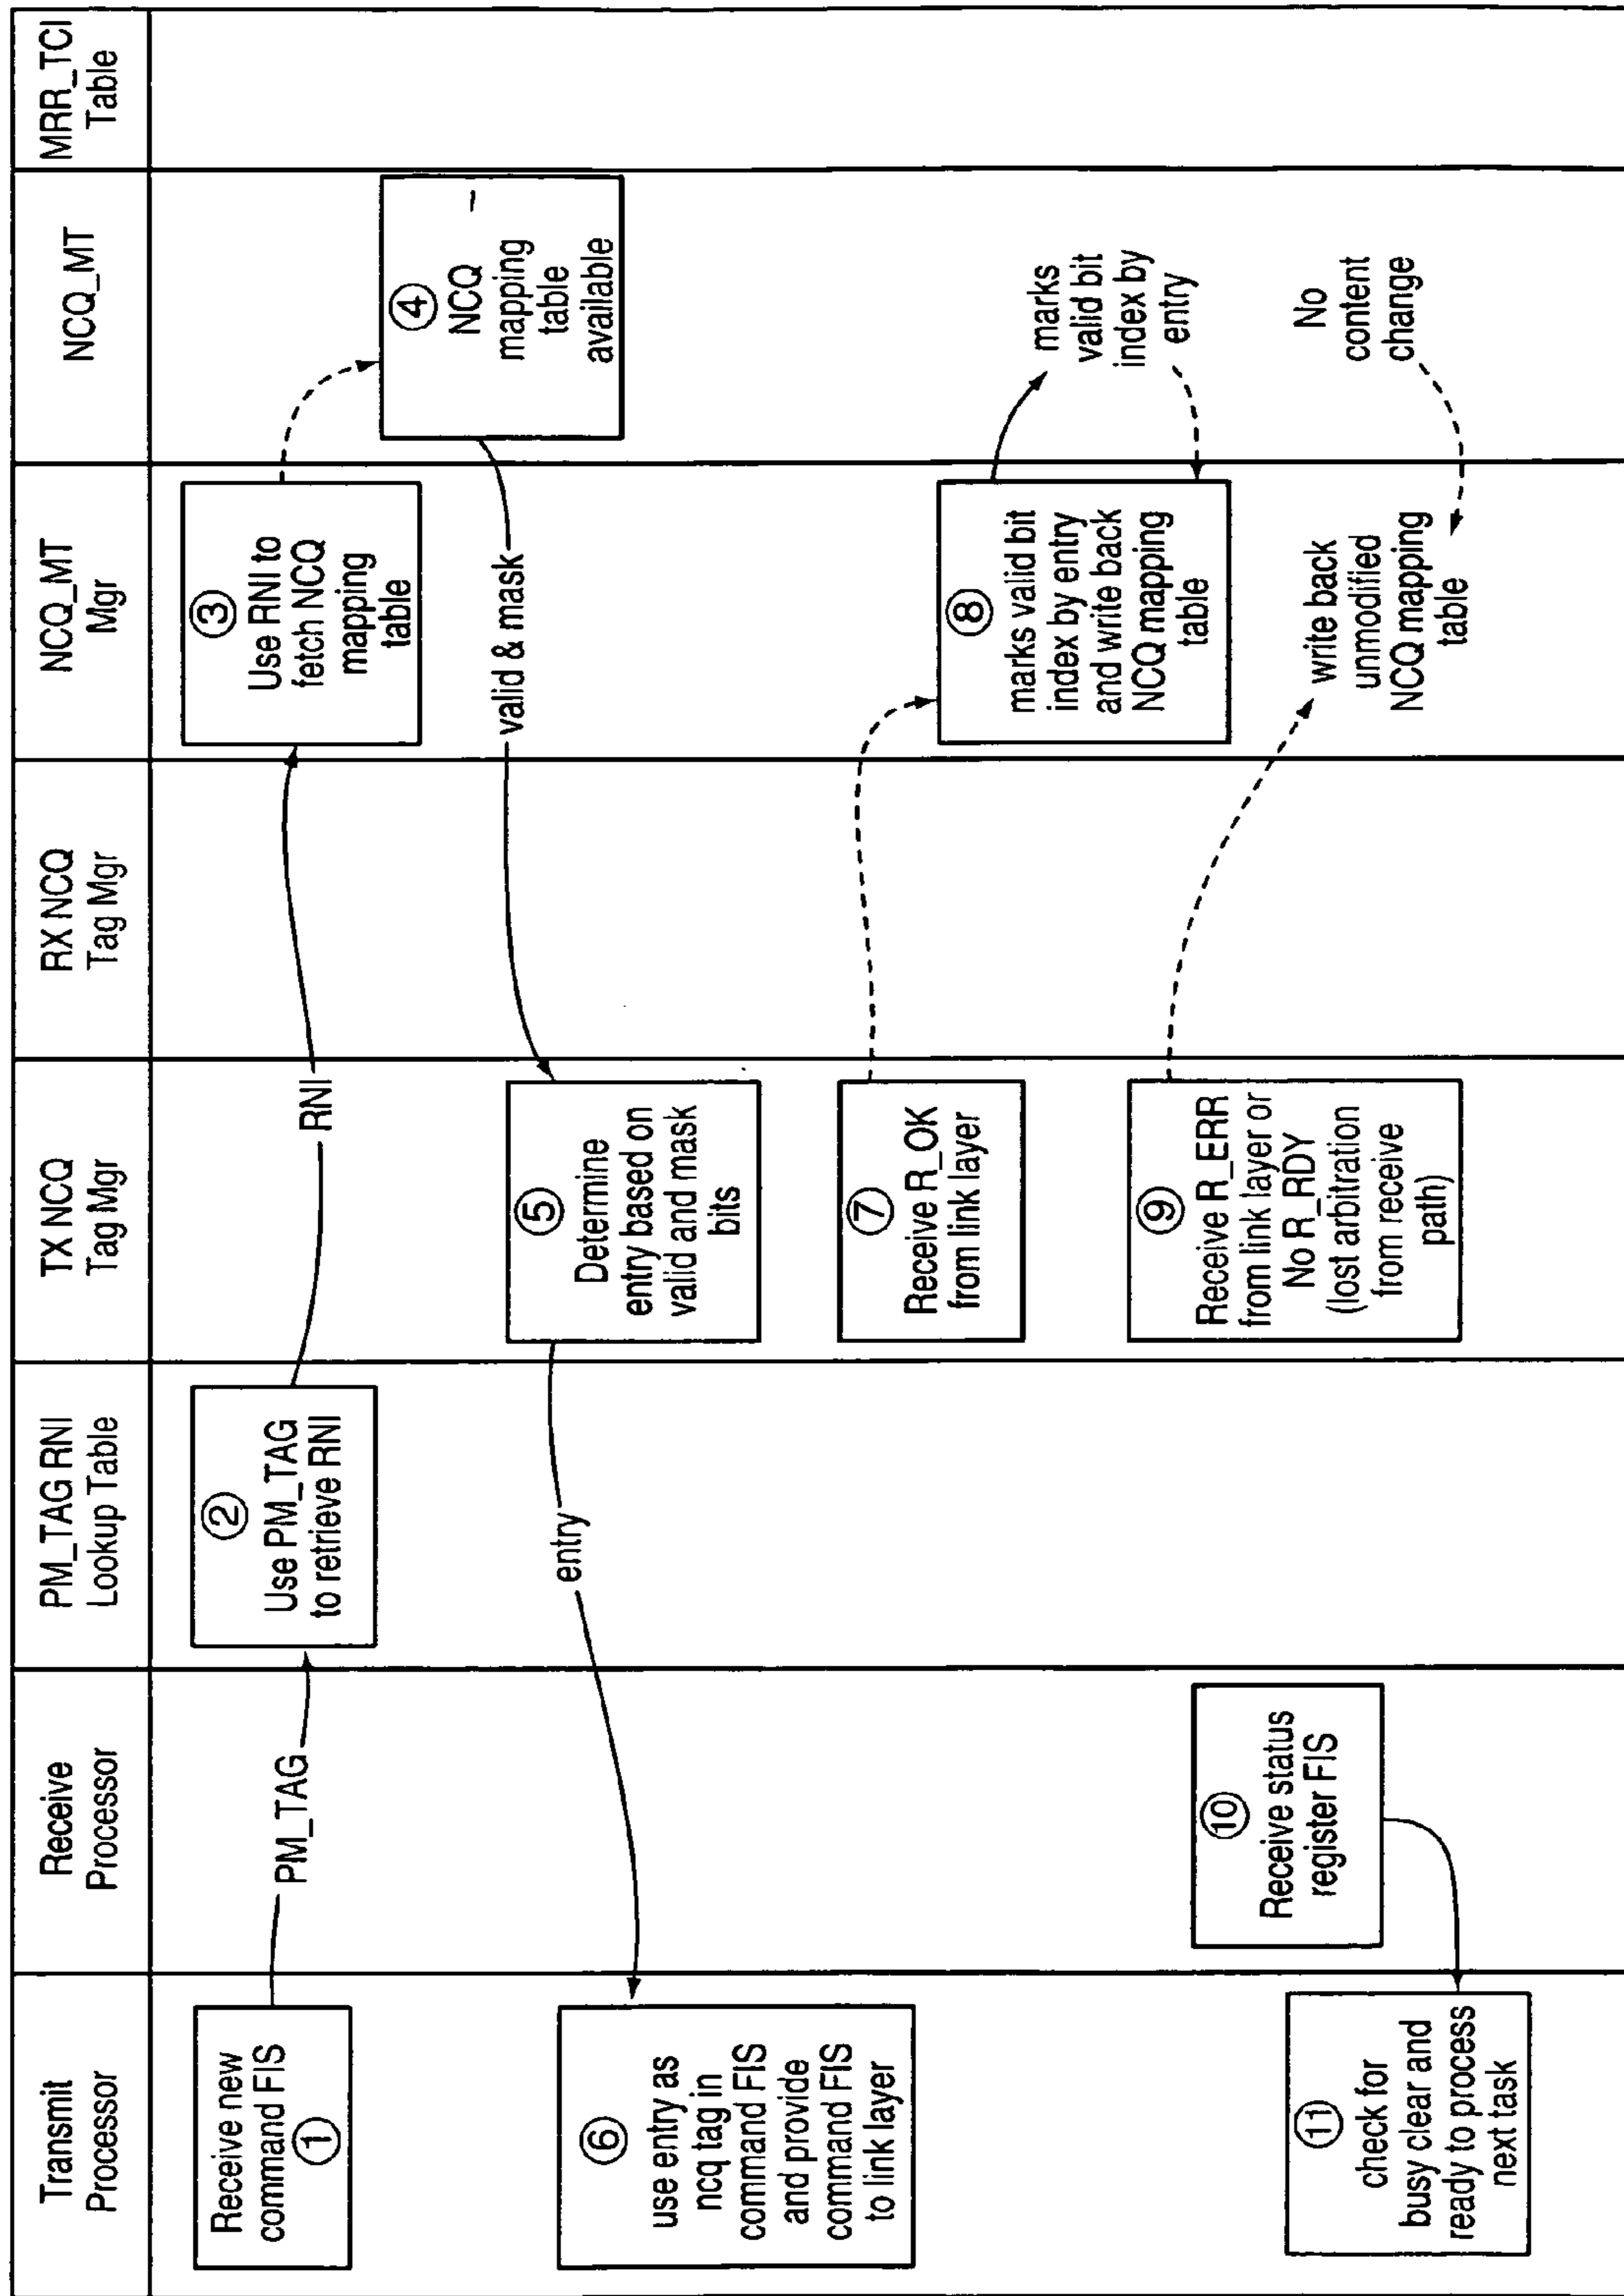 Transmit
Processor
Receive
Processor
PM_TAG RNI
Lookup Table
TX NCQ
Tag Mgr
RX NCQ
Tag Mgr
NCQ_MT
Mgr
NCQ_MT
MRR_TCI
Table
Receive new
command FIS
1
PM_TAG
2
Use PM_TAG
to retrieve RNI
RNI
3
Use RNI to
fetch NCQ
mapping
table
4
NCQ
mapping
table
available
valid & mask
5
Determine
entry based on
valid and mask
bits
entry
6
use entry as
ncq tag in
command FIS
and provide
command FIS
to link layer
7
Receive R_OK
from link layer
8
marks valid bit
index by entry
and write back
NCQ mapping
table
marks
valid bit
index by
entry
9
Receive R_ERR
from link layer or
No R_RDY
(lost arbitration
from receive
path)
write back
unmodified
NCQ mapping
table
No
content
change
10
Receive status
register FIS
11
check for
busy clear and
ready to process
next task